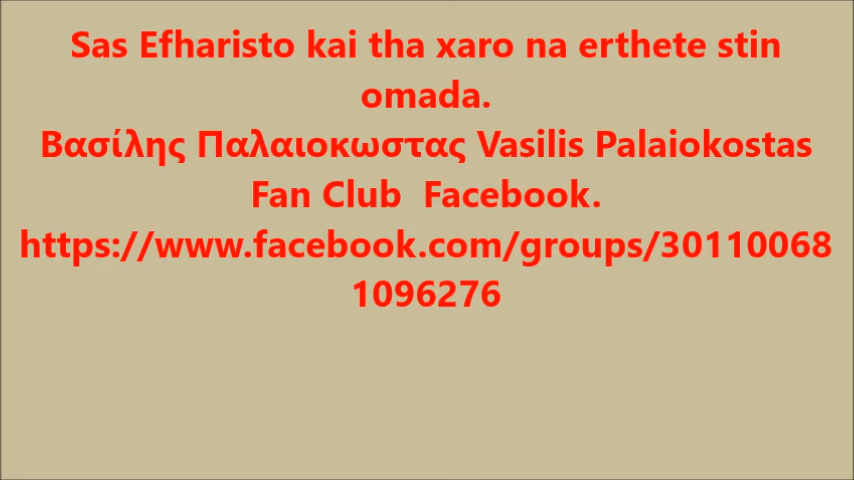 Sas Efharisto kai tha xaro na erthete stin
omada.
Βασίλης Παλαιοκωστας Vasilis Palaiokostas
Fan Club  Facebook.
https://www.facebook.com/groups/30110068
1096276